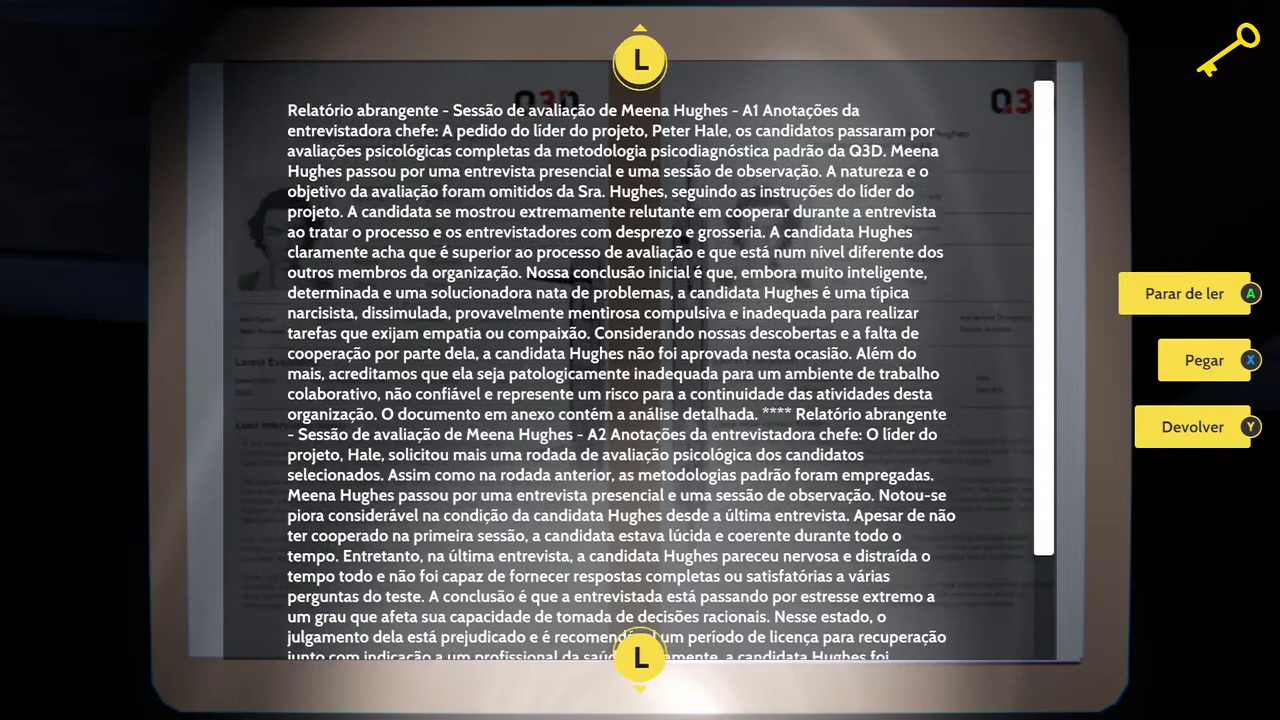 L
Relatório abrangente - Sessão de avaliação de Meena Hughes - A1 Anotações da
entrevistadora chefe: A pedido do líder do projeto, Peter Hale, os candidatos passaram por
avaliações psicológicas completas da metodologia psicodiagnóstica padrão da Q3D. Meena
Hughes passou por uma entrevista presencial e uma sessão de observação. A natureza e o
objetivo da avaliação foram omitidos da Sra. Hughes, seguindo as instruções do líder do
projeto. A candidata se mostrou extremamente relutante em cooperar durante a entrevista
ao tratar o processo e os entrevistadores com desprezo e grosseria. A candidata Hughes
claramente acha que é superior ao processo de avaliação e que está num nível diferente dos
outros membros da organização. Nossa conclusão inicial é que, embora muito inteligente,
determinada e uma solucionadora nata de problemas, a candidata Hughes é uma típica
narcisista, dissimulada, provavelmente mentirosa compulsiva e inadequada para realizar
tarefas que exijam empatia ou compaixão. Considerando nossas descobertas e a falta de
cooperação por parte dela, a candidata Hughes não foi aprovada nesta ocasião. Além do
mais, acreditamos que ela seja patologicamente inadequada para um ambiente de trabalho
colaborativo, não confiável e represente um risco para a continuidade das atividades desta
organização. O documento em anexo contém a análise detalhada. **** Relatório abrangente
- Sessão de avaliação de Meena Hughes - A2 Anotações da entrevistadora chefe: O líder do
projeto, Hale, solicitou mais uma rodada de avaliação psicológica dos candidatos
selecionados. Assim como na rodada anterior, as metodologias padrão foram empregadas.
Meena Hughes passou por uma entrevista presencial e uma sessão de observação. Notou-se
piora considerável na condição da candidata Hughes desde a última entrevista. Apesar de não
ter cooperado na primeira sessão, a candidata estava lúcida e coerente durante todo o
tempo. Entretanto, na última entrevista, a candidata Hughes pareceu nervosa e distraída o
tempo todo e não foi capaz de fornecer respostas completas ou satisfatórias a várias
perguntas do teste. A conclusão é que a entrevistada está passando por estresse extremo a
um grau que afeta sua capacidade de tomada de decisões racionais. Nesse estado, o
julgamento dela está prejudicado e é um período de licença para recuperação
junto com indicação a um profissional da a candidata Hughes foi
L
Parar de ler A
Pegar X
Devolver Y